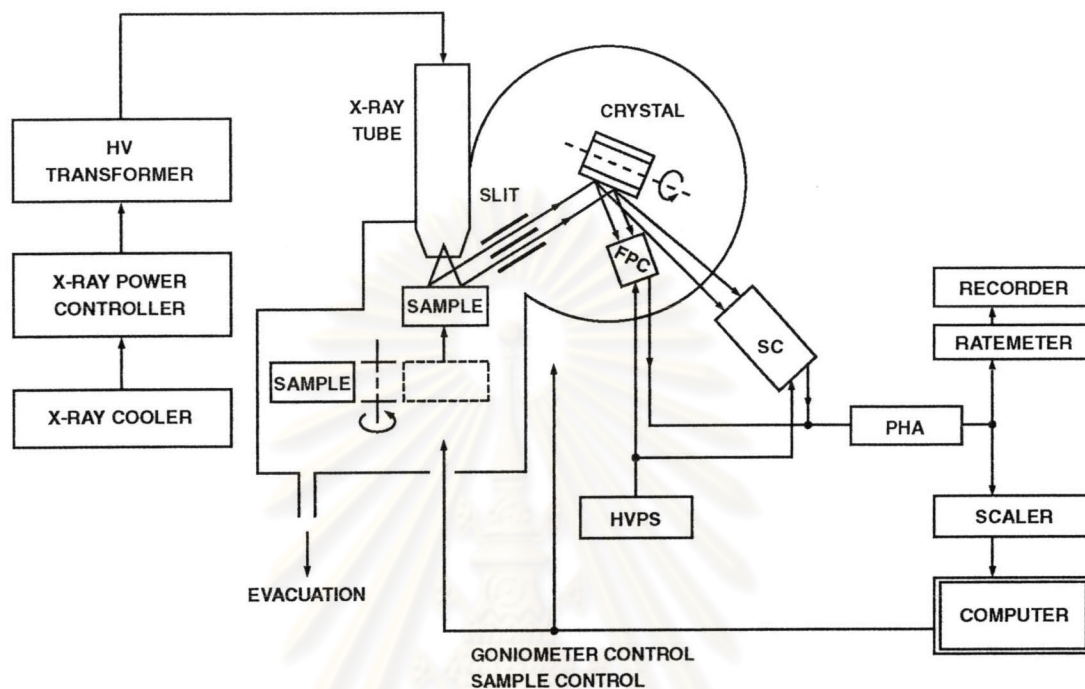 X-RAY
TUBE
CRYSTAL
HV
TRANSFORMER
SLIT
X-RAY POWER
CONTROLLER
FPC
SAMPLE
RECORDER
RATEMETER
SC
SAMPLE
X-RAY COOLER
PHA
HVPS
SCALER
EVACUATION
COMPUTER
GONIOMETER CONTROL
SAMPLE CONTROL